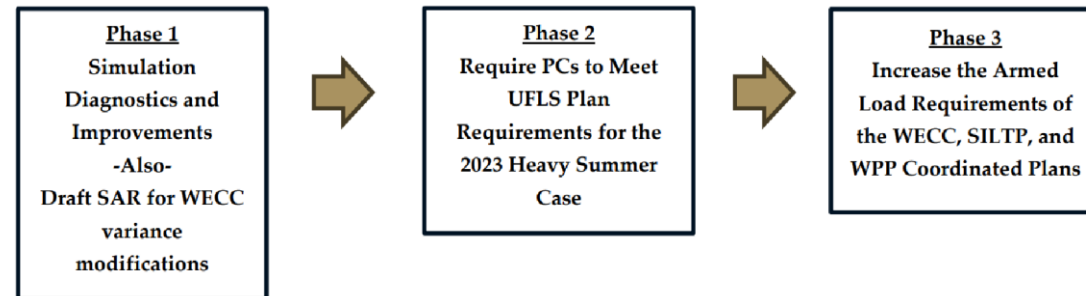 Phase 1
Simulation
Diagnostics and
Improvements
-Also-
Draft SAR for WECC
variance
modifications
Phase 2
Require PCs to Meet
UFLS Plan
Requirements for the
2023 Heavy Summer
Case
Phase 3
Increase the Armed
Load Requirements of
the WECC, SILTP, and
WPP Coordinated Plans